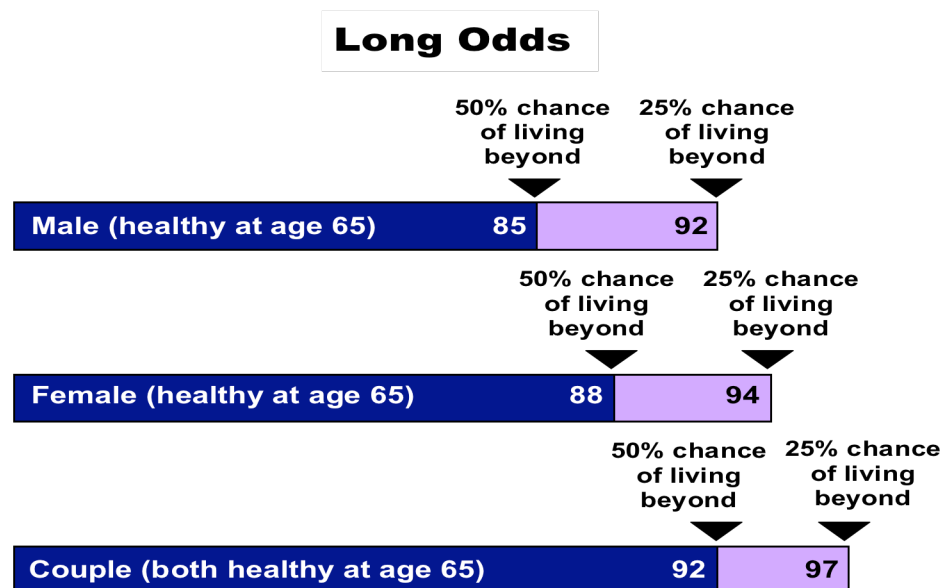 Long Odds
50% chance
of living
beyond
25% chance
of living
beyond
Male (healthy at age 65)
85
92
50% chance
of living
beyond
25% chance
of living
beyond
Female (healthy at age 65)
88
94
50% chance
of living
beyond
25% chance
of living
beyond
Couple (both healthy at age 65)
92
97